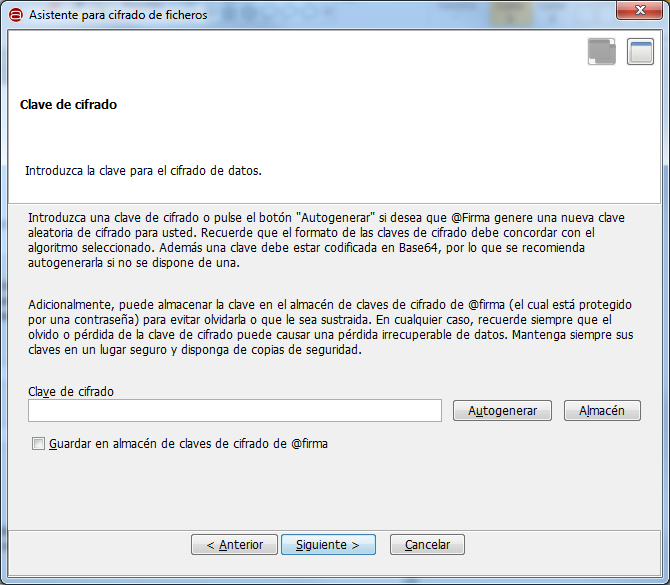 Asistente para cifrado de ficheros
Clave de cifrado
Introduzca la clave para el cifrado de datos.
Introduzca una clave de cifrado o pulse el botón "Autogenerar" si desea que @Firma genere una nueva clave
aleatoria de cifrado para usted. Recuerde que el formato de las claves de cifrado debe concordar con el
algoritmo seleccionado. Además una clave debe estar codificada en Base64, por lo que se recomienda
autogenerarla si no se dispone de una.
Adicionalmente, puede almacenar la clave en el almacén de claves de cifrado de @firma (el cual está protegido
por una contraseña) para evitar olvidarla o que le sea sustraida. En cualquier caso, recuerde siempre que el
olvido o pérdida de la clave de cifrado puede causar una pérdida irrecuperable de datos. Mantenga siempre sus
claves en un lugar seguro y disponga de copias de seguridad.
Clave de cifrado
Autogenerar Almacén
Guardar en almacén de claves de cifrado de @firma
< Anterior Siguiente > Cancelar